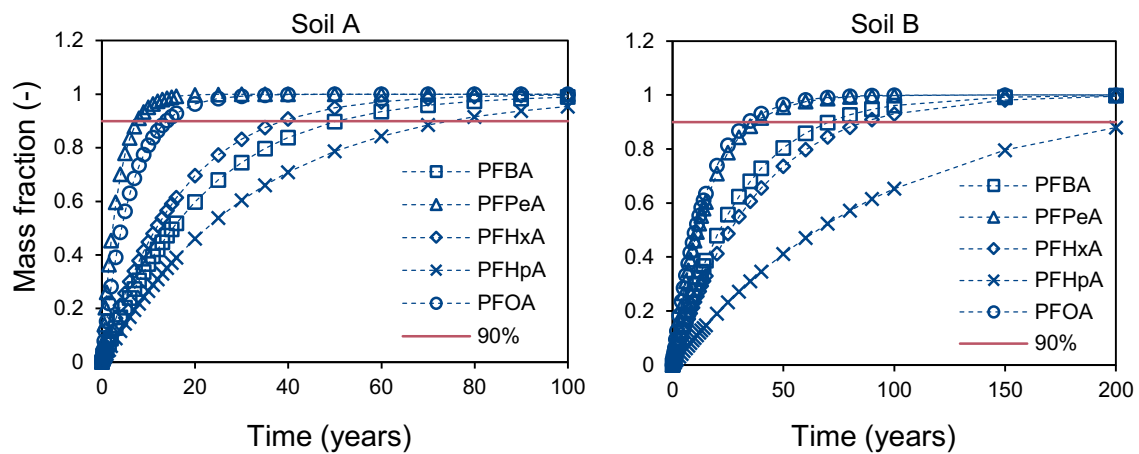 Soil A
Mass fraction (-)
1.2
1
0.8
0.6
0.4
0.2
0
0 20 40 60 80 100
Time (years)
PFBA
PFPeA
PFHxA
PFHpA
PFOA
90%
Soil B
1.2
1
0.8
0.6
0.4
0.2
0
0 50 100 150 200
Time (years)
PFBA
PFPeA
PFHxA
PFHpA
PFOA
90%